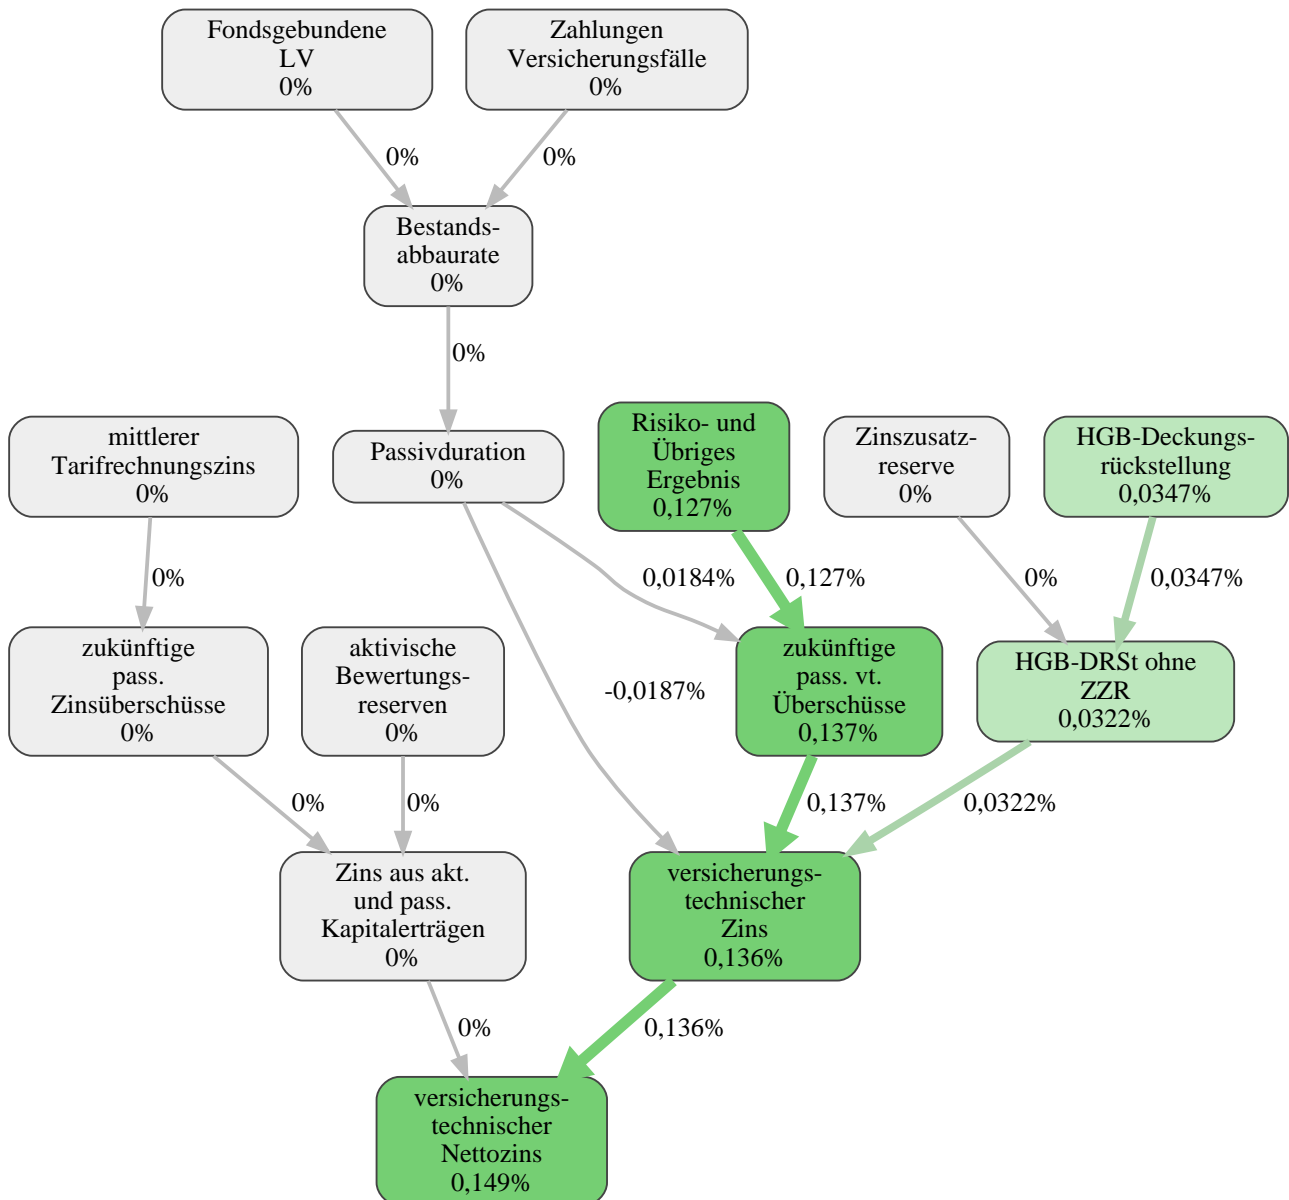 Fondsgebundene
LV
0%
Zahlungen
Versicherungsfälle
0%
0%
0%
Bestands-
abbaurate
0%
0%
mittlerer
Tarifrechnungszins
0%
Passivduration
0%
Risiko- und
Übriges
Ergebnis
0,127%
Zinszusatz-
reserve
0%
HGB-Deckungs-
rückstellung
0,0347%
0%
0,0184%
0,127%
0%
0,0347%
zukünftige
pass.
Zinsüberschüsse
0%
aktivische
Bewertungs-
reserven
0%
-0,0187%
zukünftige
pass. vt.
Überschüsse
0,137%
HGB-DRSt ohne
ZZR
0,0322%
0%
0%
0,137%
0,0322%
Zins aus akt.
und pass.
Kapitalerträgen
0%
versicherungs-
technischer
Zins
0,136%
0%
0,136%
versicherungs-
technischer
Nettozins
0,149%